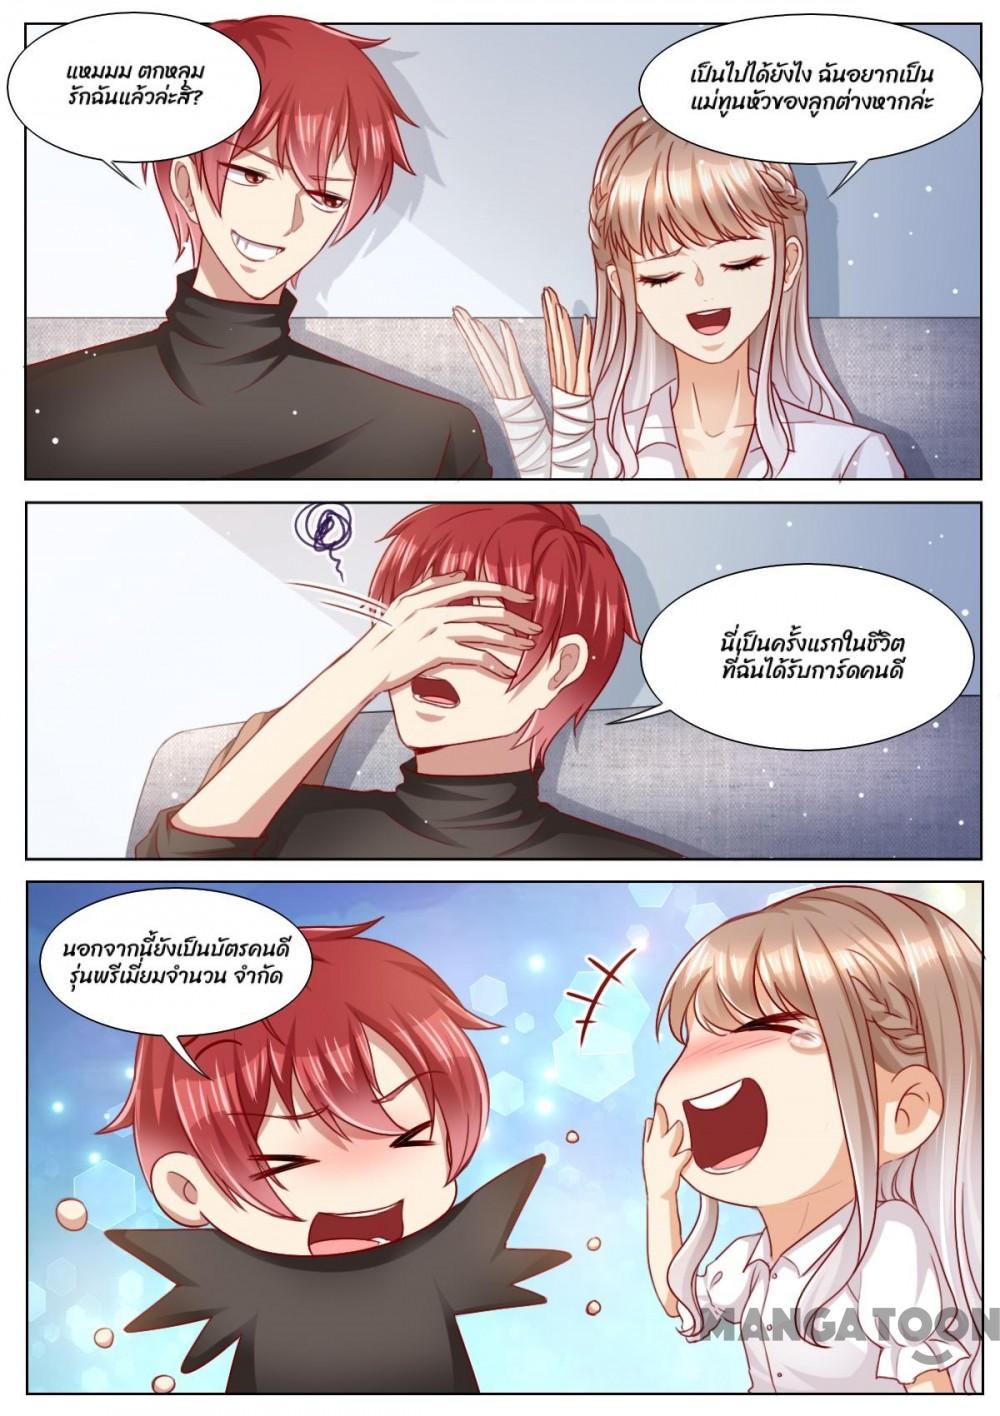 แหมมม ตกหลุม
รักฉันแล้วล่ะสิ?
เป็นไปได้ยังไง ฉันอยากเป็น
แม่ทูนหัวของลูกต่างหากล่ะ
นี่เป็นครั้งแรกในชีวิต
ที่ฉันได้รับการ์ดคนดี
นอกจากนี้ยังเป็นบัตรคนดี
รุ่นพรีเมี่ยมจำนวน จำกัด
MANGATOON